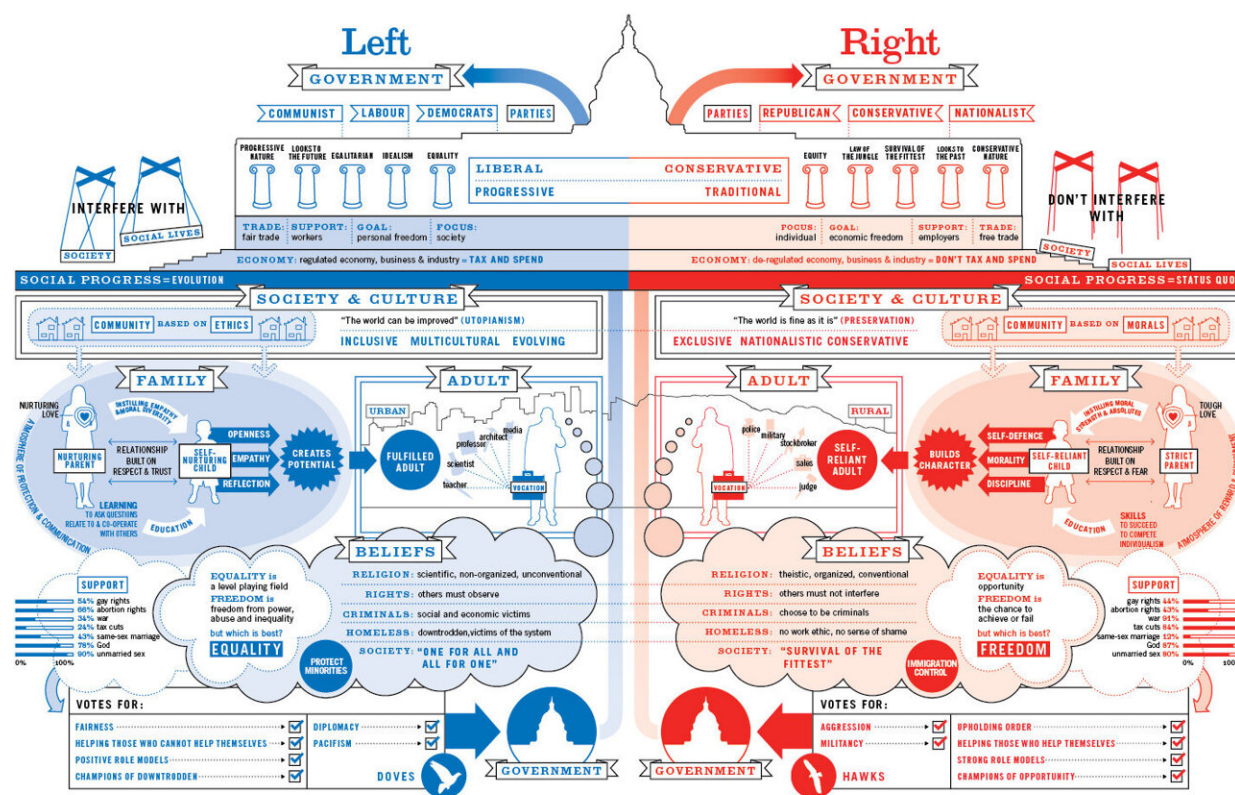 Left
Right
GOVERNMENT
GOVERNMENT
COMMUNIST
LABOUR
DEMOCRATS
PARTIES
PARTIES
REPUBLICAN
CONSERVATIVE
NATIONALIST
PROGRESSIVE
NATURE
LOOKS TO
THE FUTURE
EGALITARIAN
IDEALISM
EQUALITY
LIBERAL
CONSERVATIVE
PROGRESSIVE
TRADITIONAL
EQUITY
LAW OF
THE JUNGLE
SURVIVAL OF
THE FITTEST
LOOKS TO
THE PAST
CONSERVATIVE
NATURE
INTERFERE WITH
SOCIETY
SOCIAL LIVES
DON'T INTERFERE
WITH
SOCIETY
SOCIAL LIVES
TRADE:
fair trade
SUPPORT:
workers
GOAL:
personal freedom
FOCUS:
society
FOCUS:
individual
GOAL:
economic freedom
SUPPORT:
employers
TRADE:
free trade
ECONOMY: regulated economy, business & industry = TAX AND SPEND
ECONOMY: de-regulated economy, business & industry = DON'T TAX AND SPEND
SOCIAL PROGRESS = EVOLUTION
SOCIAL PROGRESS = STATUS QUO
SOCIETY & CULTURE
SOCIETY & CULTURE
COMMUNITY BASED ON ETHICS
"The world can be improved" (UTOPIANISM)
INCLUSIVE MULTICULTURAL EVOLVING
"The world is fine as it is" (PRESERVATION)
EXCLUSIVE NATIONALISTIC CONSERVATIVE
COMMUNITY BASED ON MORALS
FAMILY
ADULT
ADULT
FAMILY
NURTURING
LOVE
INSTILLING EMPATHY
& MORAL DIVERSITY
NURTURING PARENT
RELATIONSHIP
BUILT ON
RESPECT & TRUST
SELF-
NURTURING
CHILD
OPENNESS
EMPATHY
REFLECTION
CREATES
POTENTIAL
LEARNING
TO ASK QUESTIONS
RELATE TO & CO-OPERATE
WITH OTHERS
EDUCATION
ATMOSPHERE OF PROTECTION & COMMUNICATION
URBAN
FULFILLED
ADULT
teacher
scientist
professor
architect
media
VOCATION
RURAL
police
military
stockbroker
sales
judge
VOCATION
SELF-
RELIANT
ADULT
BUILDS
CHARACTER
SELF-DEFENCE
MORALITY
DISCIPLINE
INSTILLING MORAL
STRENGTH & ABSOLUTES
TOUGH
LOVE
SELF-RELIANT
CHILD
RELATIONSHIP
BUILT ON
RESPECT & FEAR
STRICT
PARENT
EDUCATION
SKILLS
TO SUCCEED
TO COMPETE
INDIVIDUALISM
ATMOSPHERE OF REWARD &
BELIEFS
BELIEFS
RELIGION: scientific, non-organized, unconventional
RIGHTS: others must observe
CRIMINALS: social and economic victims
HOMELESS: downtrodden, victims of the system
SOCIETY: "ONE FOR ALL AND
ALL FOR ONE"
RELIGION: theistic, organized, conventional
RIGHTS: others must not interfere
CRIMINALS: choose to be criminals
HOMELESS: no work ethic, no sense of shame
SOCIETY: "SURVIVAL OF THE
FITTEST"
SUPPORT
84% gay rights
66% abortion rights
34% war
24% tax cuts
43% same-sex marriage
78% God
90% unmarried sex
0% 100%
EQUALITY is
a level playing field
FREEDOM is
freedom from power,
abuse and inequality
but which is best?
EQUALITY
PROTECT
MINORITIES
IMMIGRATION
CONTROL
EQUALITY is
opportunity
FREEDOM is
the chance to
achieve or fail
but which is best?
FREEDOM
SUPPORT
gay rights 44%
abortion rights 43%
war 91%
tax cuts 84%
same-sex marriage 12%
God 97%
unmarried sex 80%
0% 100%
VOTES FOR:
FAIRNESS
HELPING THOSE WHO CANNOT HELP THEMSELVES
POSITIVE ROLE MODELS
CHAMPIONS OF DOWNTRODDEN
DIPLOMACY
PACIFISM
DOVES
GOVERNMENT
GOVERNMENT
VOTES FOR:
AGGRESSION
MILITANCY
HAWKS
UPHOLDING ORDER
HELPING THOSE WHO HELP THEMSELVES
STRONG ROLE MODELS
CHAMPIONS OF OPPORTUNITY